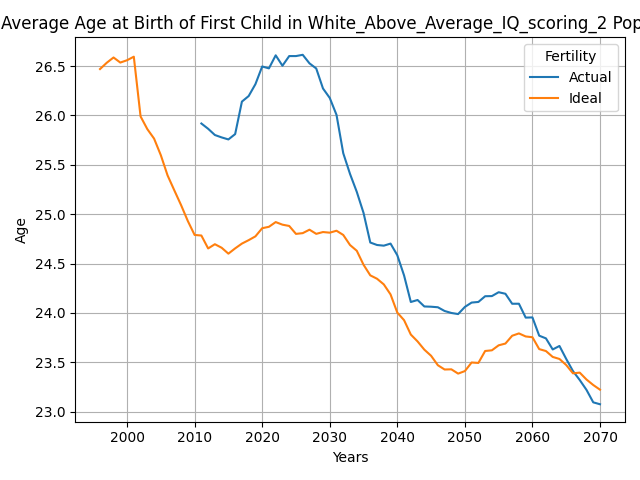 Average Age at Birth of First Child in White_Above_Average_IQ_scoring_2 Pop
Fertility
Actual
Ideal
26.5
26.0
25.5
25.0
24.5
24.0
23.5
23.0
Age
2000 2010 2020 2030 2040 2050 2060 2070
Years